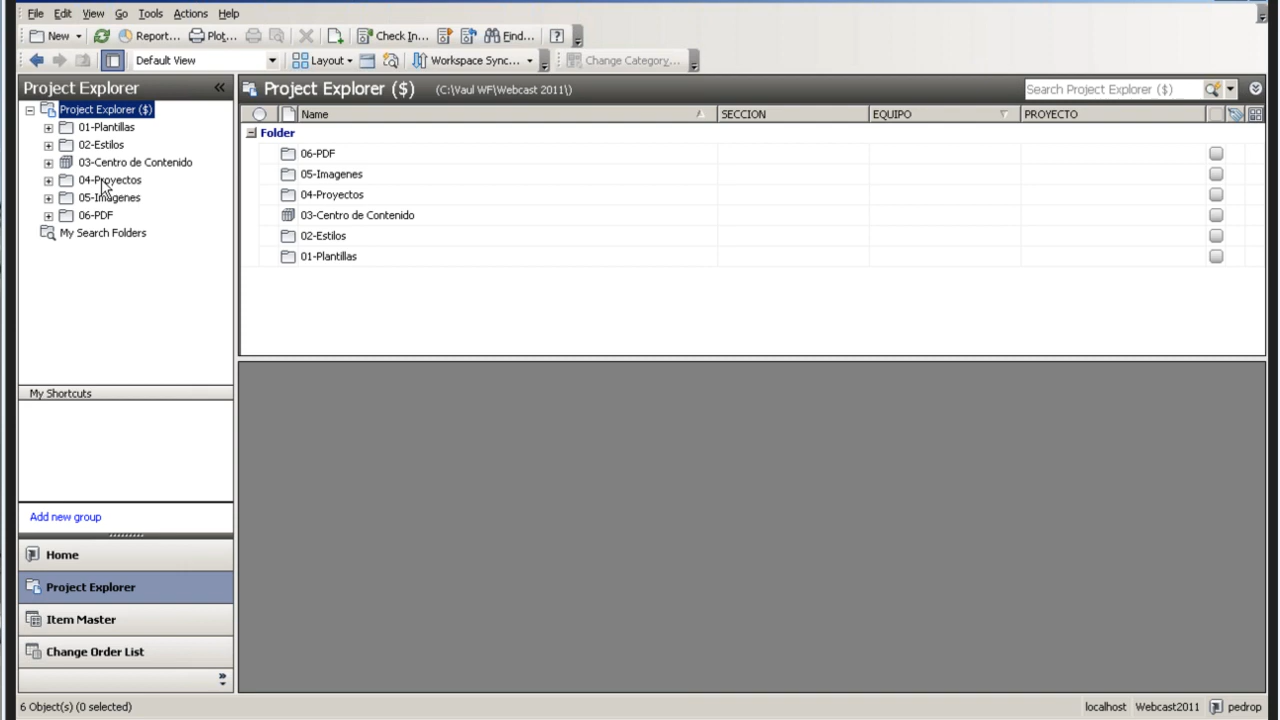 File Edit View Go Tools Actions Help
New Report... Plot... Check In... Find...
Default View Layout Workspace Sync... Change Category...
Project Explorer
Project Explorer ($) (C:\Vaul WF\Webcast 2011\) Search Project Explorer ($)
Project Explorer ($)
01-Plantillas
02-Estilos
03-Centro de Contenido
04-Proyectos
05-Imagenes
06-PDF
My Search Folders
Name SECCION EQUIPO PROYECTO
Folder
06-PDF
05-Imagenes
04-Proyectos
03-Centro de Contenido
02-Estilos
01-Plantillas
My Shortcuts
Add new group
Home
Project Explorer
Item Master
Change Order List
6 Object(s) (0 selected) localhost Webcast2011 pedrop